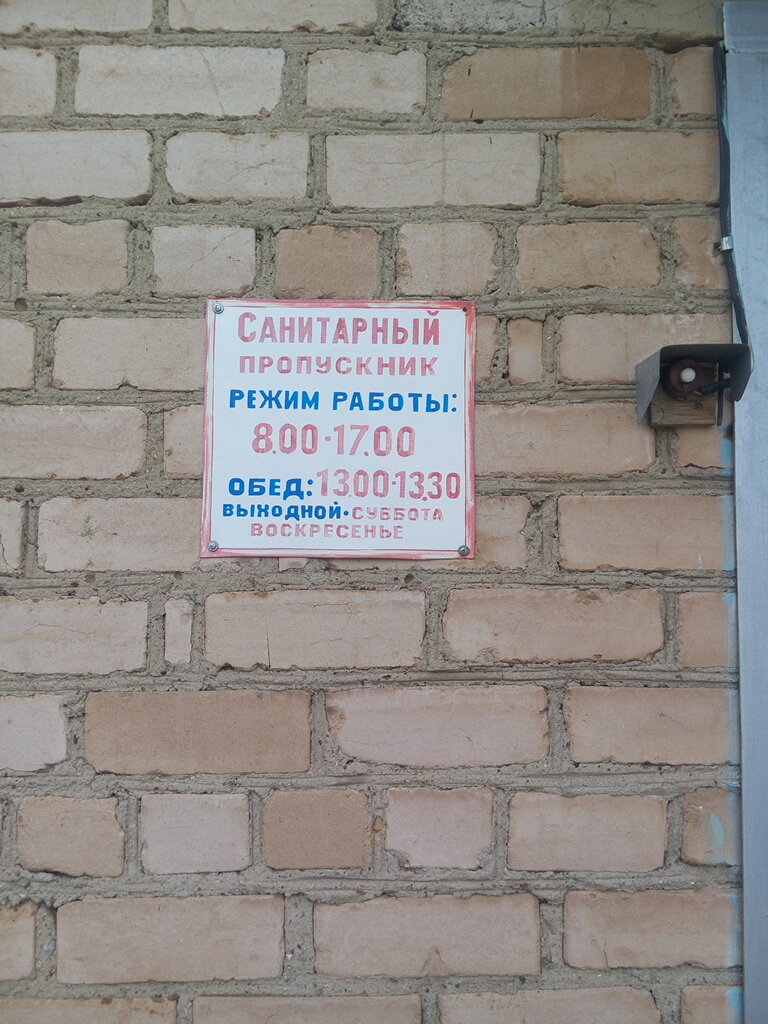 САНИТАРНЫЙ
ПРОПУСКНИК
РЕЖИМ РАБОТЫ:
8.00-17.00
ОБЕД: 13.00-13.30
ВЫХОДНОЙ-СУББОТА
ВОСКРЕСЕНЬЕ